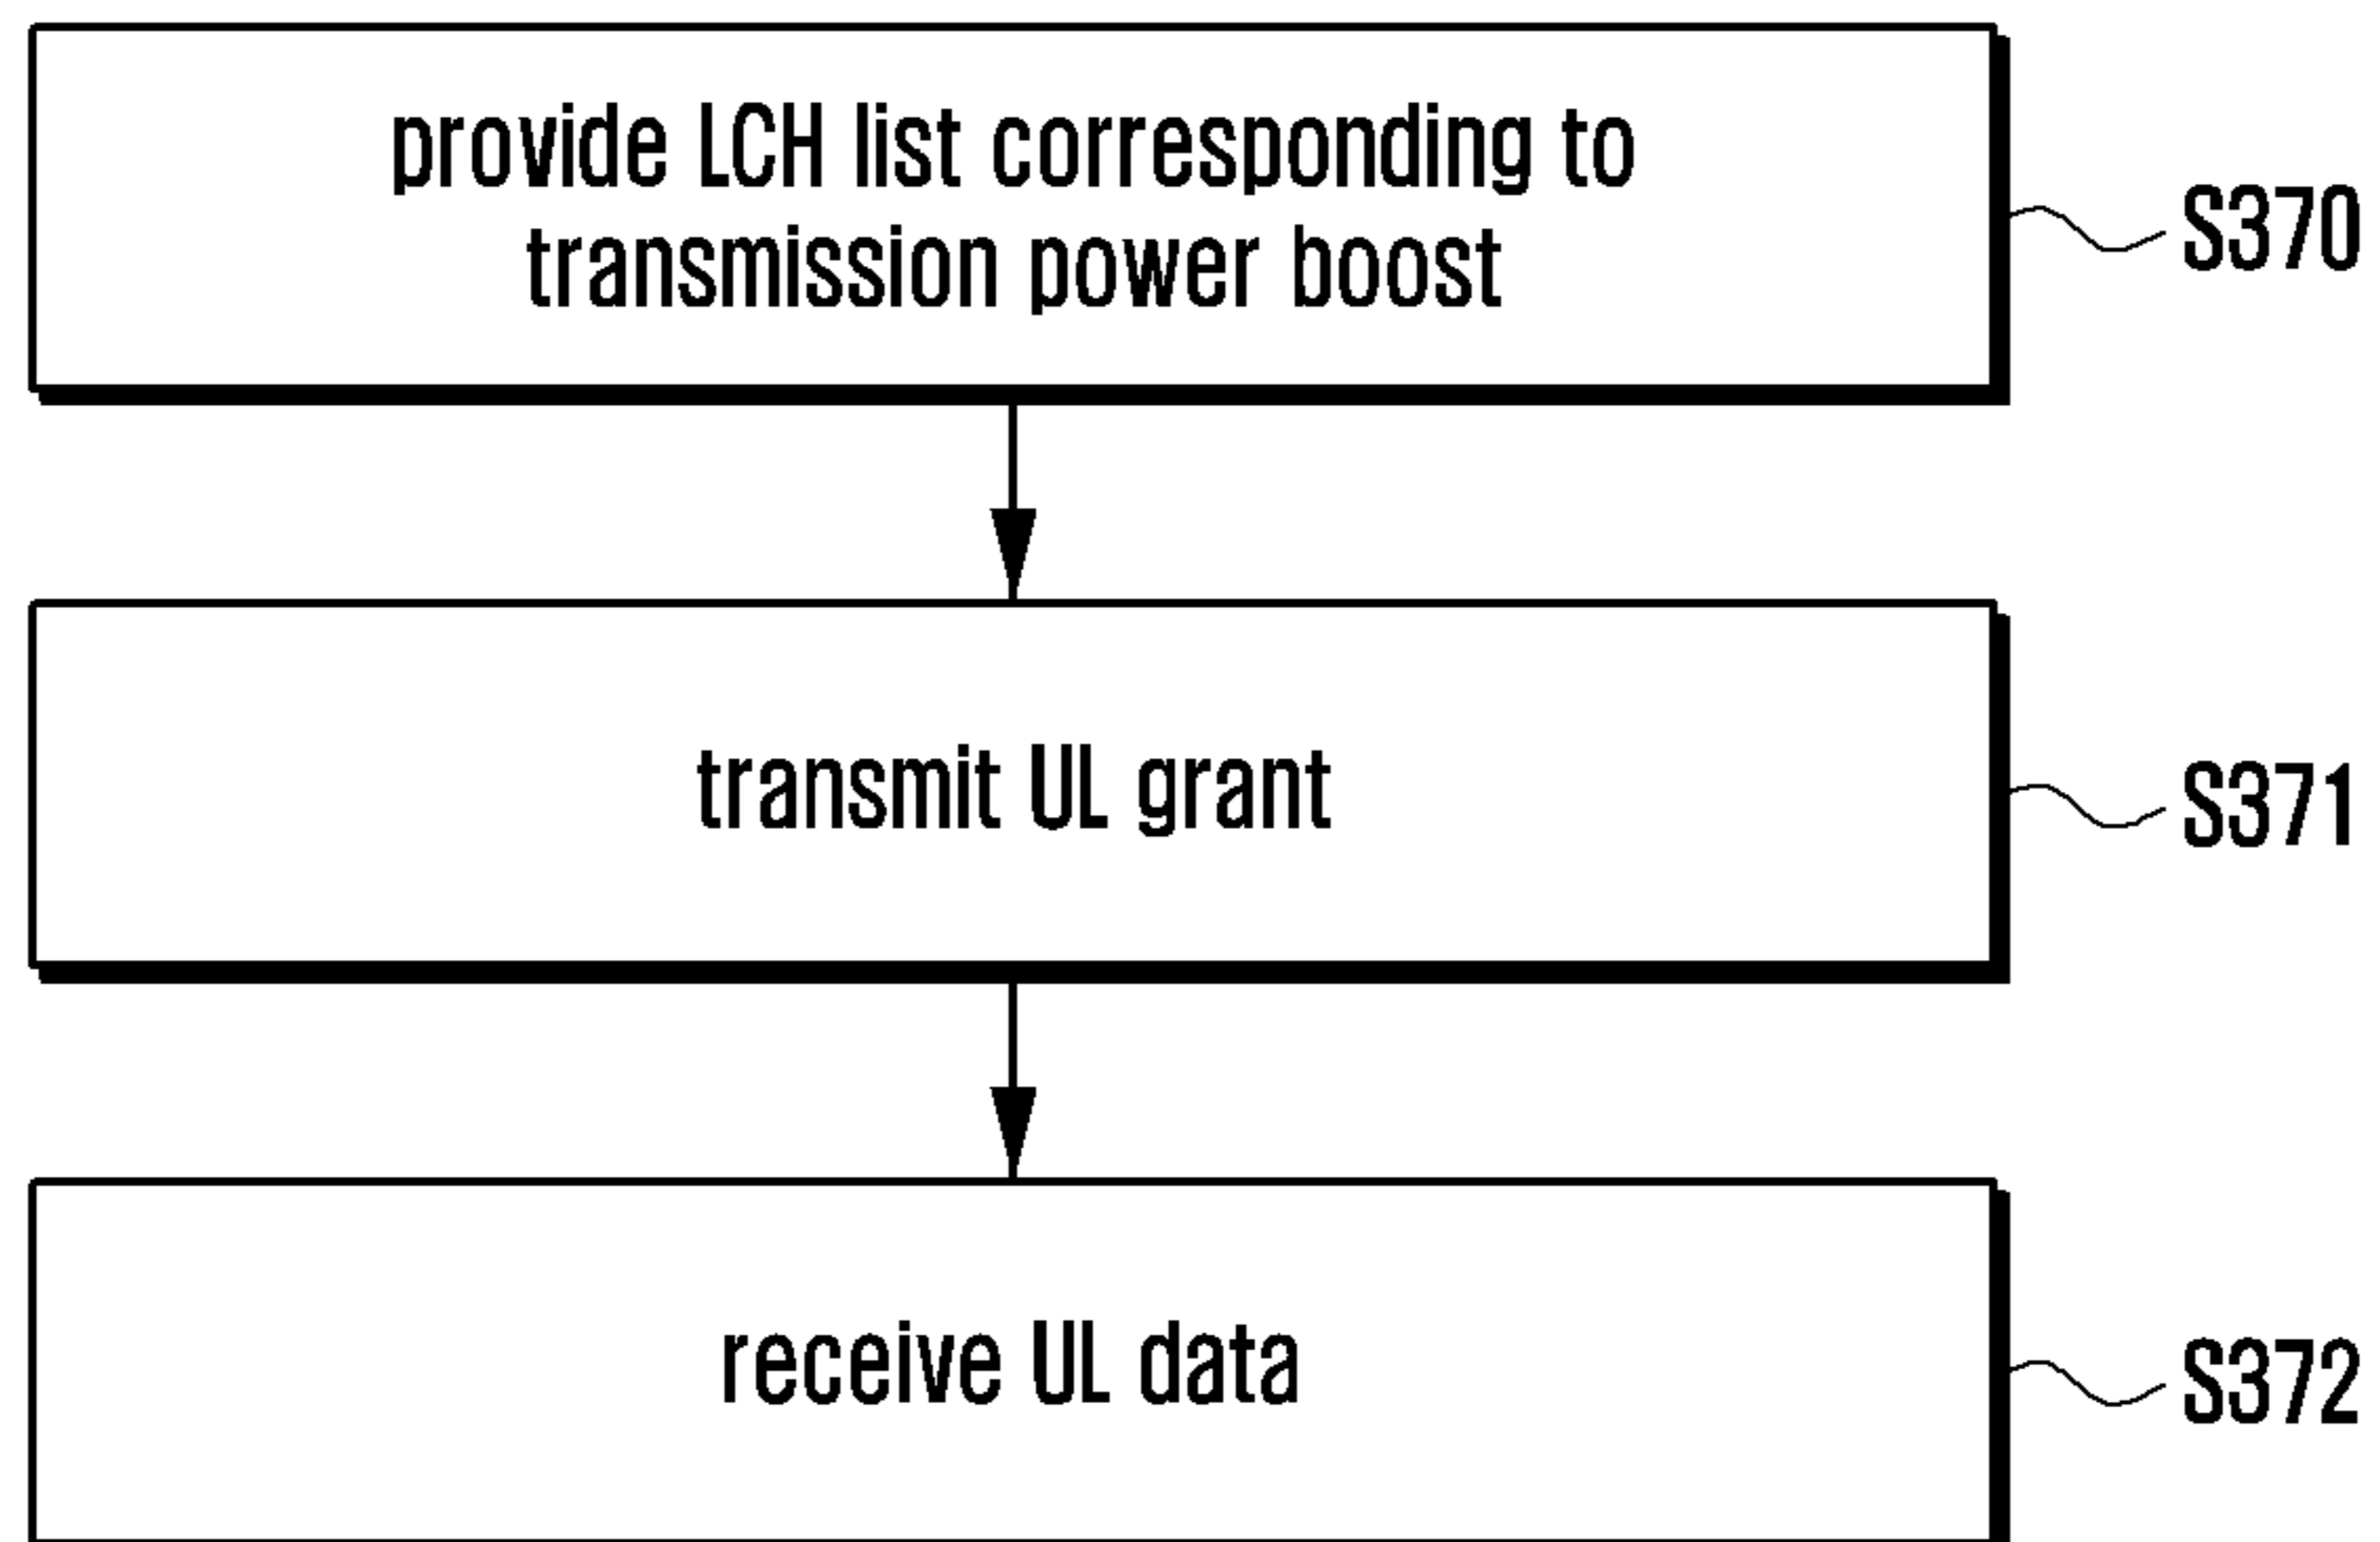 provide LCH list corresponding to
transmission power boost
S370
transmit UL grant
S371
receive UL data
S372